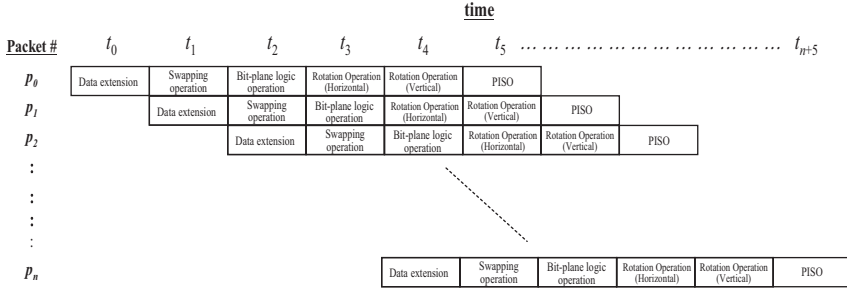 time
Packet # t0 t1 t2 t3 t4 t5 ... ... ... ... ... ... ... ... ... ... tn+5
p0 Data extension Swapping operation Bit-plane logic operation Rotation Operation (Horizontal) Rotation Operation (Vertical) PISO
p1 Data extension Swapping operation Bit-plane logic operation Rotation Operation (Horizontal) Rotation Operation (Vertical) PISO
p2 Data extension Swapping operation Bit-plane logic operation Rotation Operation (Horizontal) Rotation Operation (Vertical) PISO
:
:
:
:
pn Data extension Swapping operation Bit-plane logic operation Rotation Operation (Horizontal) Rotation Operation (Vertical) PISO